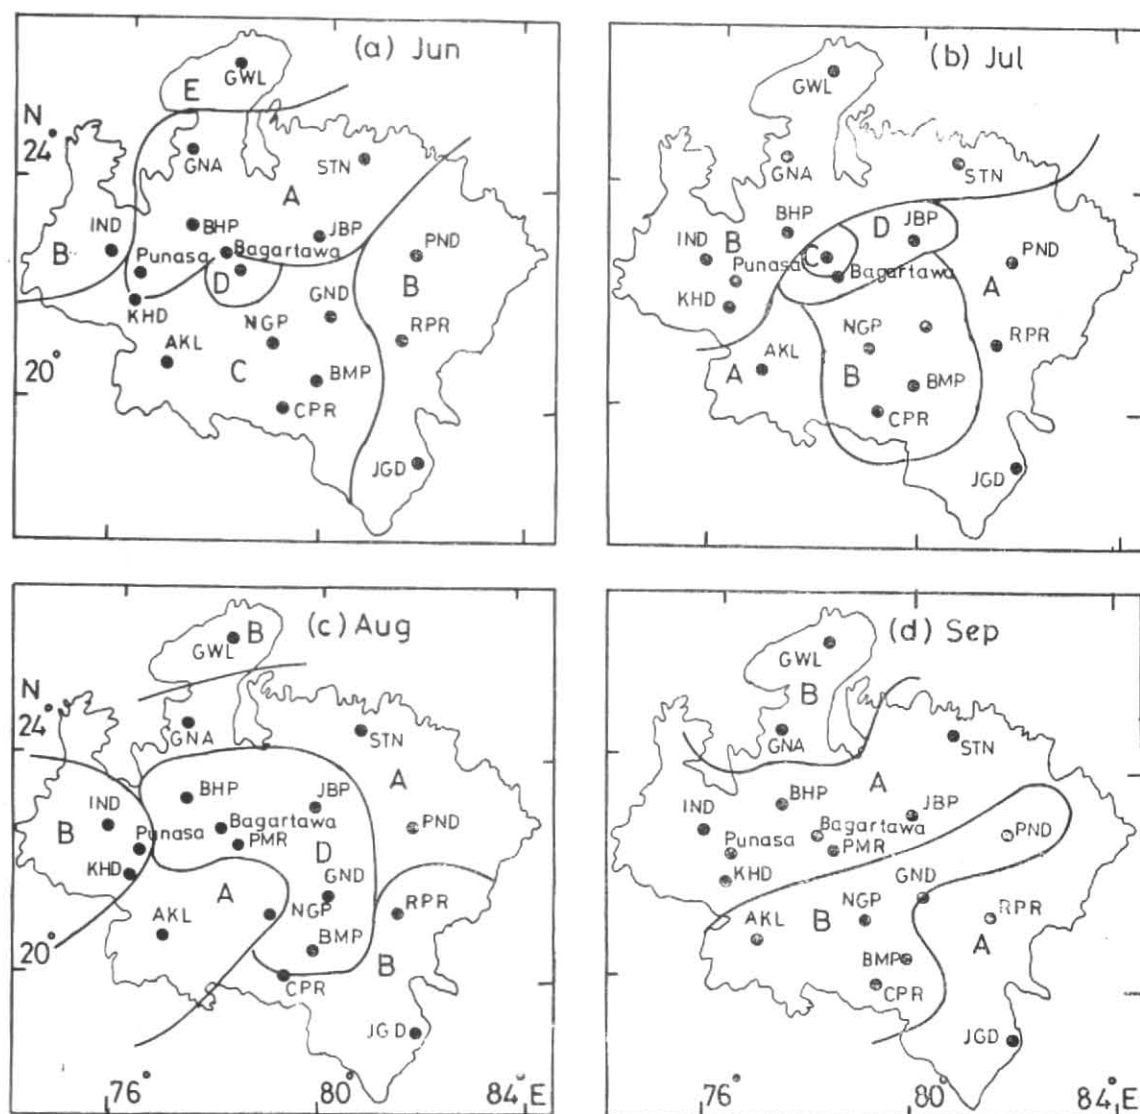 (a) Jun
GWL
E
N
24°
GNA
STN
A
IND
BHP
JBP
B
Punasa
Bagartawa
PND
D
B
KHD
NGP
GND
AKL
RPR
20°
C
BMP
CPR
JGD
(b) Jul
GWL
GNA
STN
BHP
D
JBP
IND
B
C
PND
Punasa
Bagartawa
A
KHD
NGP
RPR
AKL
A
B
BMP
CPR
JGD
(c) Aug
B
GWL
N
24°
GNA
STN
A
BHP
IND
JBP
B
Punasa
Bagartawa
PND
PMR
D
KHD
GND
A
AKL
NGP
RPR
BMP
20°
B
CPR
JGD
76°
80°
84°E
(d) Sep
GWL
B
GNA
STN
A
IND
BHP
JBP
Punasa
Bagartawa
PND
PMR
KHD
GND
AKL
NGP
B
RPR
A
BMP
CPR
JGD
76°
80°
84°E